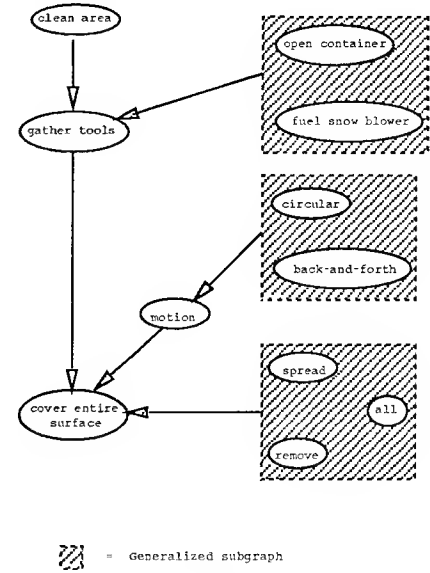 clean area
open container
gather tools
fuel snow blower
circular
back-and-forth
motion
spread
all
cover entire
surface
remove
= Generalized subgraph